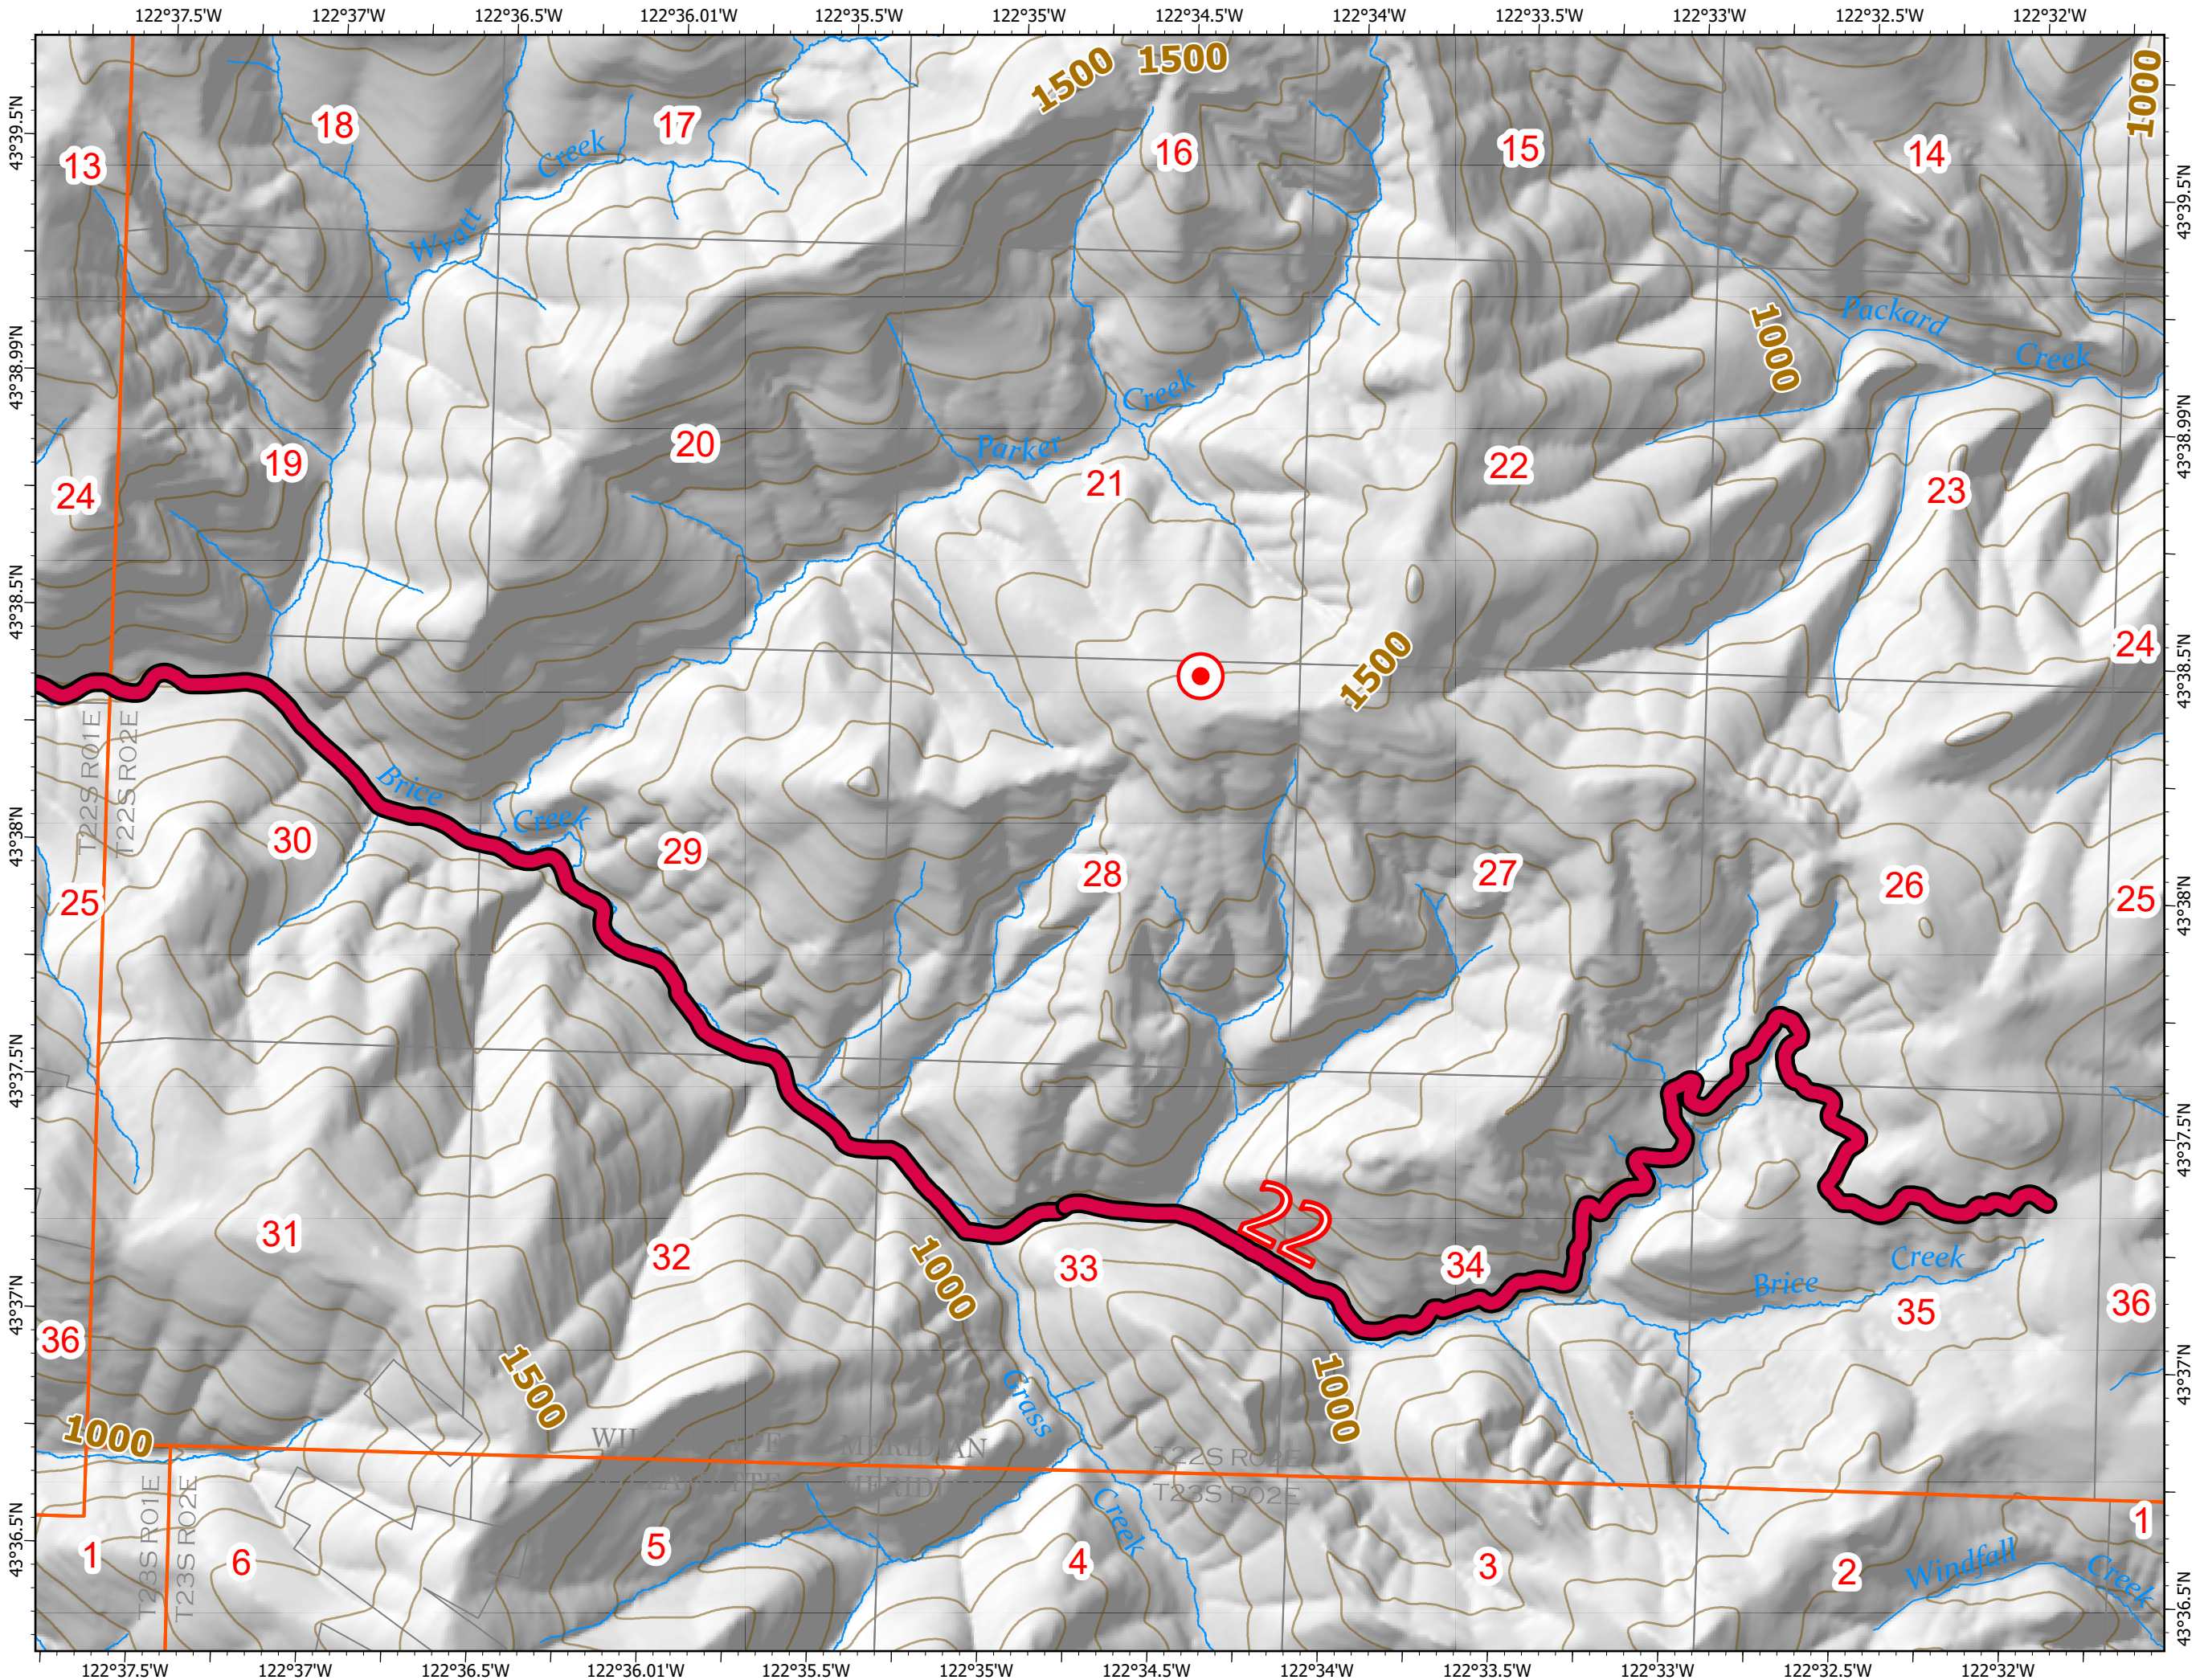 122°37.5'W 122°37'W 122°36.5'W 122°36.01'W 122°35.5'W 122°35'W 122°34.5'W 122°34'W 122°33.5'W 122°33'W 122°32.5'W 122°32'W
1500 1500
1000
43°39.5'N
18 17
Creek
16 15 14
13
43°39.5'N
Wyatt
Packard
1000
Creek
43°38.99'N
Creek
43°38.9'N
20
Parker
19
22
21
24
23
43°38.5'N
1500
24
43°38.5'N
T22S R01E
T22S R02E
Brice
Creek
43°38'N
30
29
28
27
26
25
25
43°38'N
43°37.5'N
43°37.5'N
22
31
32
33
34
Creek
Brice
1000
43°37'N
36
35
36
1500
Grass
1000
43°37'N
1000
WILLAMETTE MERIDIAN
T22S R02E
WILLAMETTE MERIDIAN
T23S R02E
T23S R01E
T23S R02E
43°36.5'N
Creek
1
1
6
5
4
3
2
Windfall
Creek
43°36.5'N
122°37.5'W 122°37'W 122°36.5'W 122°36.01'W 122°35.5'W 122°35'W 122°34.5'W 122°34'W 122°33.5'W 122°33'W 122°32.5'W 122°32'W